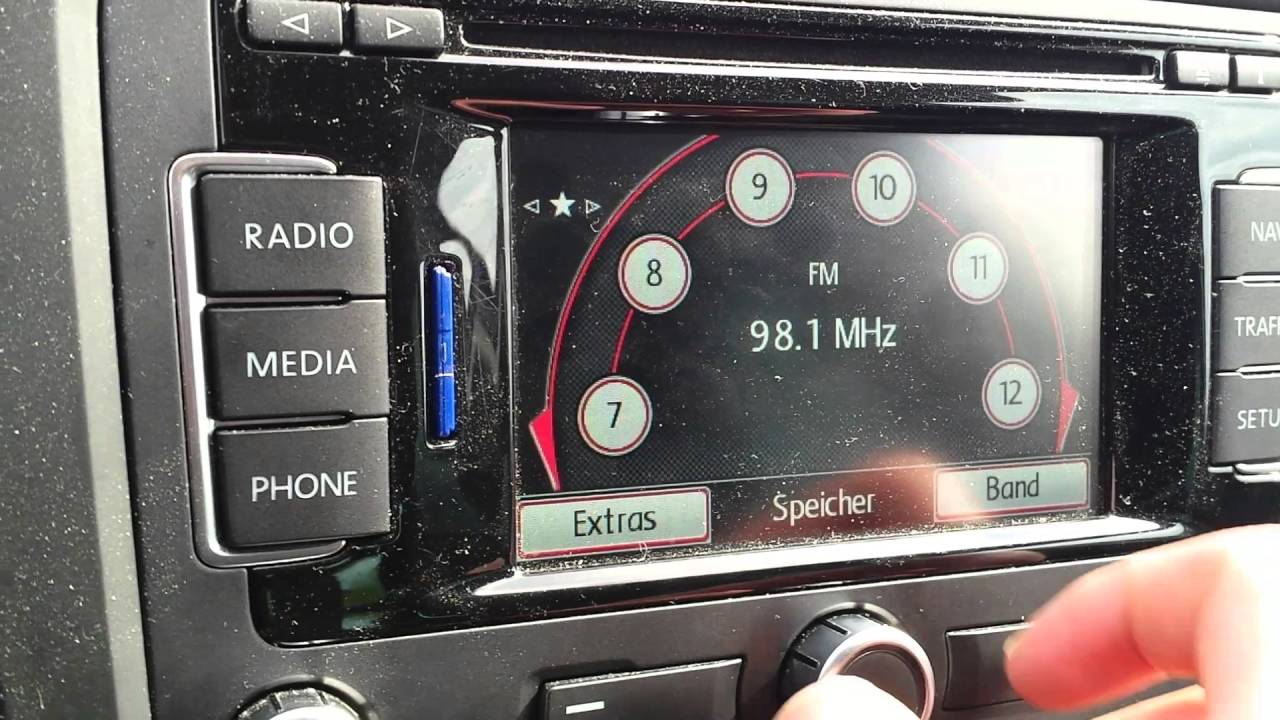 RADIO
MEDIA
PHONE
9
10
8
11
FM
98.1 MHz
7
12
Extras
Speicher
Band